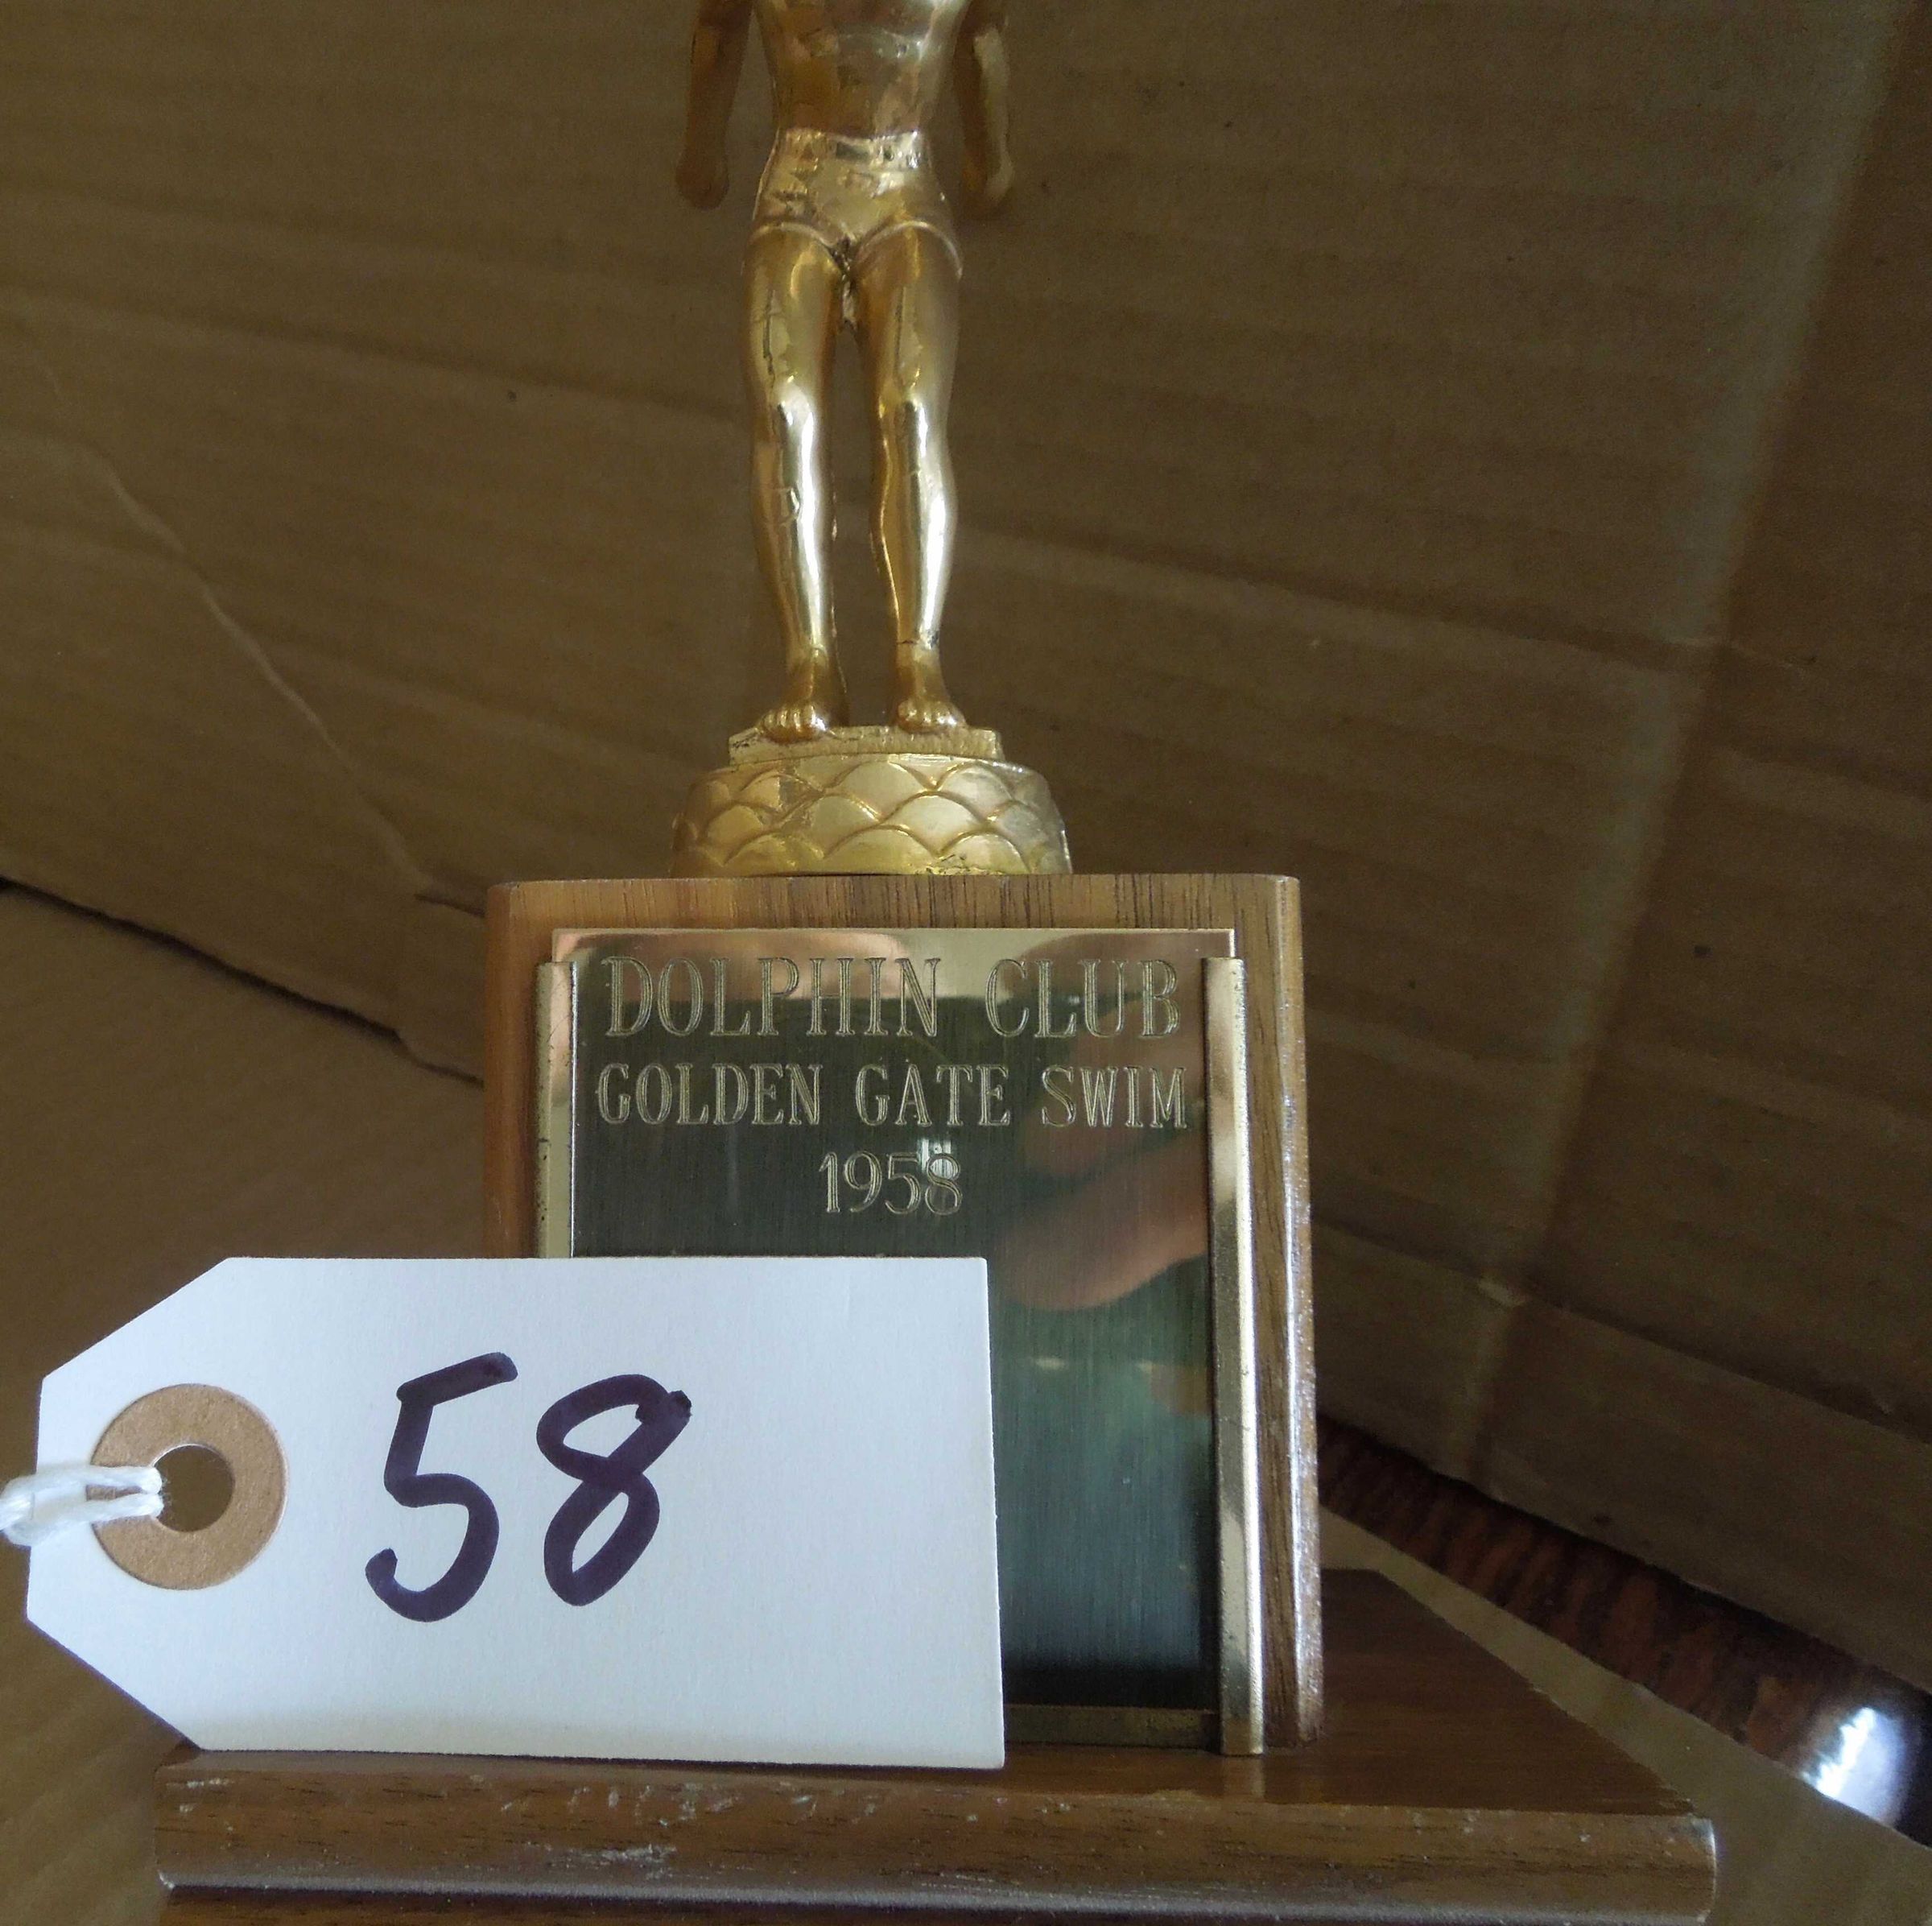 DOLPHIN CLUB
GOLDEN GATE SWIM
1958
58